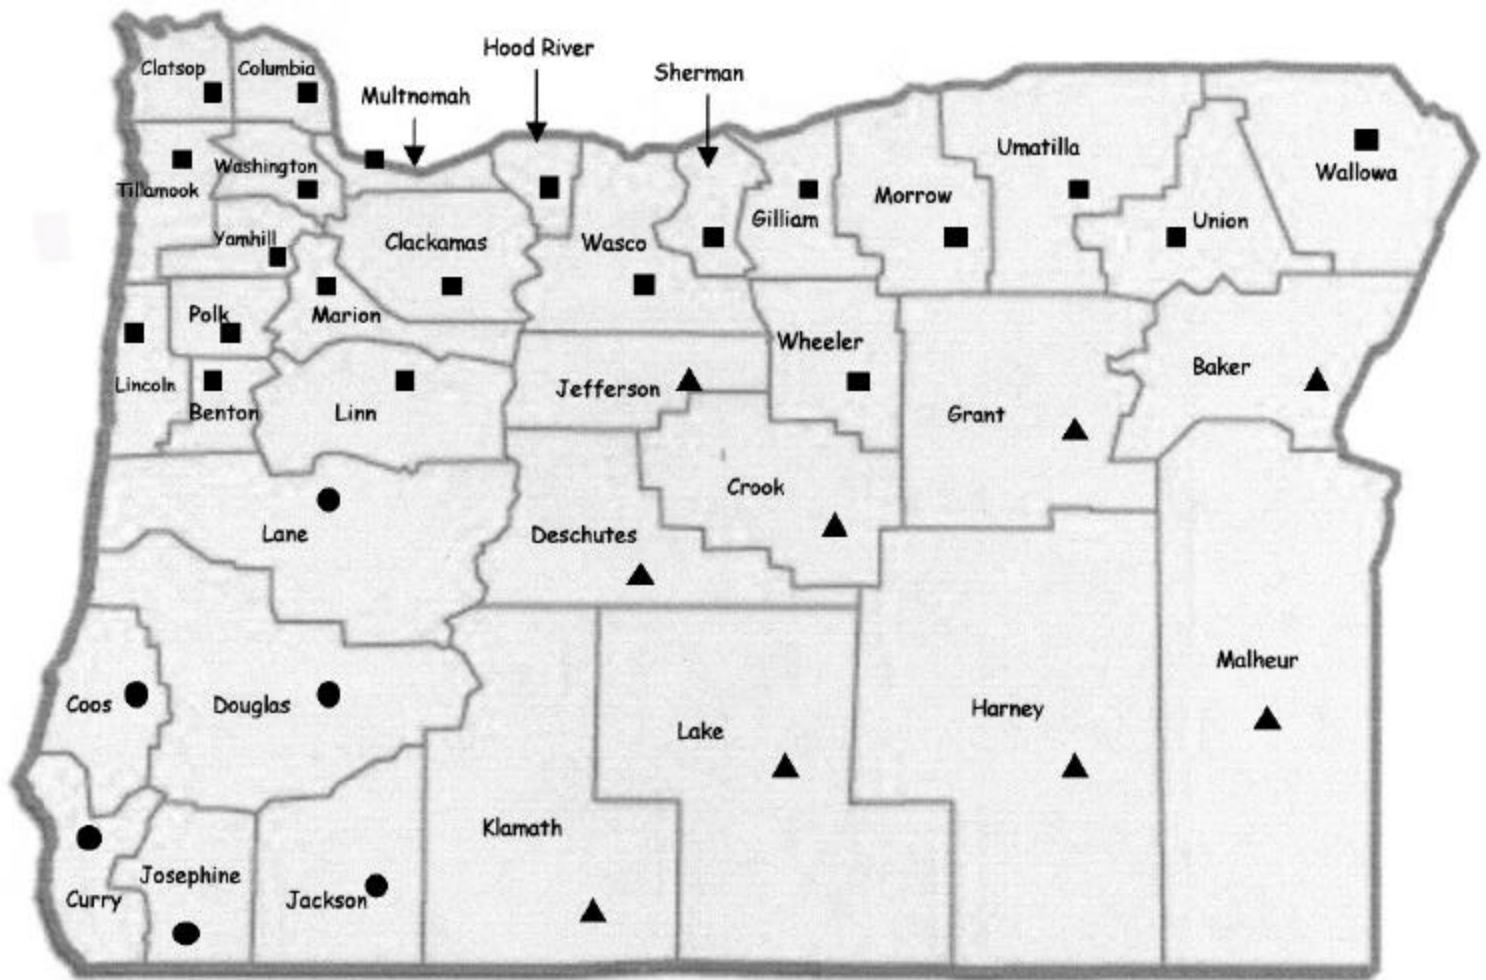 Hood River
Sherman
Clatsop
Columbia
Multnomah
Umatilla
Washington
Wallowa
Tillamook
Morrow
Gilliam
Union
Yamhill
Clackamas
Wasco
Polk
Marion
Wheeler
Baker
Lincoln
Jefferson
Benton
Linn
Grant
Crook
Lane
Deschutes
Malheur
Coos
Douglas
Harney
Lake
Klamath
Josephine
Curry
Jackson